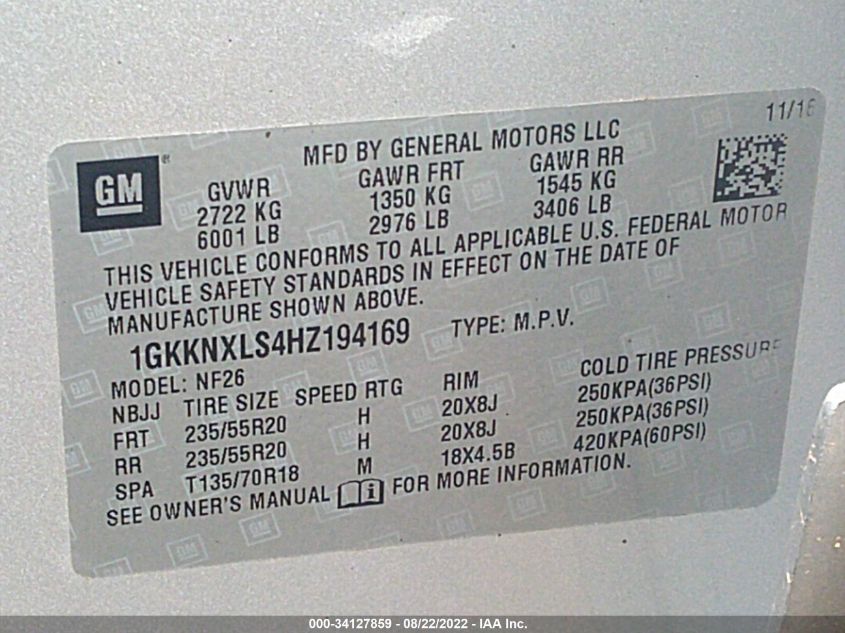 11/16
GM
MFD BY GENERAL MOTORS LLC
GVWR GAWR FRT GAWR RR
2722 KG 1350 KG 1545 KG
6001 LB 2976 LB 3406 LB
THIS VEHICLE CONFORMS TO ALL APPLICABLE U.S. FEDERAL MOTOR
VEHICLE SAFETY STANDARDS IN EFFECT ON THE DATE OF
MANUFACTURE SHOWN ABOVE.
1GKKNXLS4HZ194169 TYPE: M.P.V.
MODEL: NF26
NBJJ TIRE SIZE SPEED RTG RIM COLD TIRE PRESSURE
FRT 235/55R20 H 20X8J 250KPA(36PSI)
RR 235/55R20 H 20X8J 250KPA(36PSI)
SPA T135/70R18 M 18X4.5B 420KPA(60PSI)
SEE OWNER'S MANUAL FOR MORE INFORMATION.
000-34127859 - 08/22/2022 - IAA Inc.